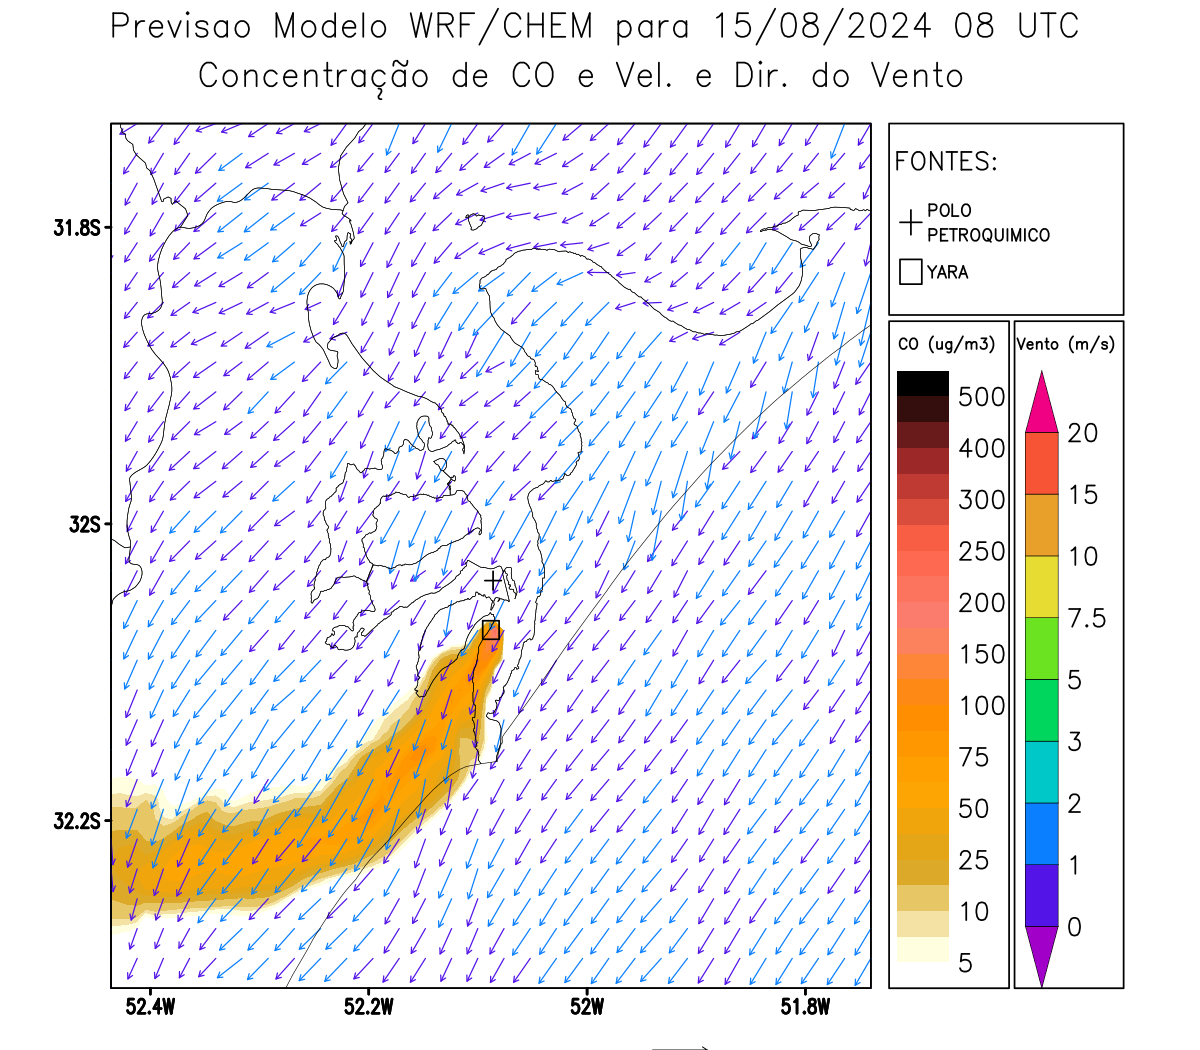 Previsao Modelo WRF/CHEM para 15/08/2024 08 UTC
Concentração de CO e Vel. e Dir. do Vento
FONTES:
POLO
PETROQUIMICO
YARA
CO (ug/m3)
500
400
300
250
200
150
100
75
50
25
10
5
Vento (m/s)
20
15
10
7.5
5
3
2
1
0
31.8S
32S
32.2S
52.4W
52.2W
52W
51.8W